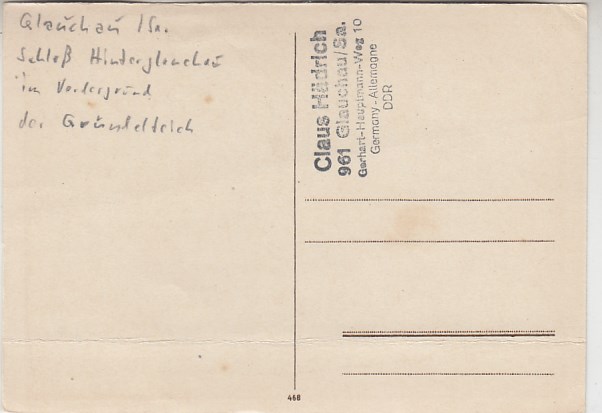 Glauchau / Sa.
Schloß Hinterglauchau
im Vordergrund
der Gründelteich
Claus Hädrich
961 Glauchau/Sa.
Gerhart-Hauptmann-Weg 10
Germany-Allemagne
DDR
468